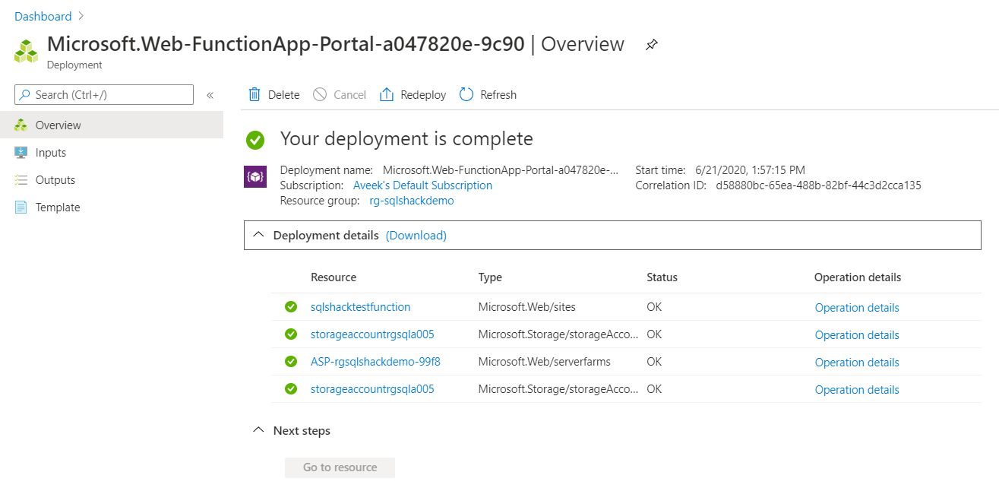 Dashboard >
Microsoft.Web-FunctionApp-Portal-a047820e-9c90 | Overview
Deployment
Search (Ctrl+/) «
Delete Cancel Redeploy Refresh
Overview
Inputs
Outputs
Template
Your deployment is complete
Deployment name: Microsoft.Web-FunctionApp-Portal-a047820e-... Start time: 6/21/2020, 1:57:15 PM
Subscription: Aveek's Default Subscription Correlation ID: d58880bc-65ea-488b-82bf-44c3d2cca135
Resource group: rg-sqlshackdemo
Deployment details (Download)
Resource Type Status Operation details
sqlshacktestfunction Microsoft.Web/sites OK Operation details
storageaccountrgsqla005 Microsoft.Storage/storageAcco... OK Operation details
ASP-rgsqlshackdemo-99f8 Microsoft.Web/serverfarms OK Operation details
storageaccountrgsqla005 Microsoft.Storage/storageAcco... OK Operation details
Next steps
Go to resource